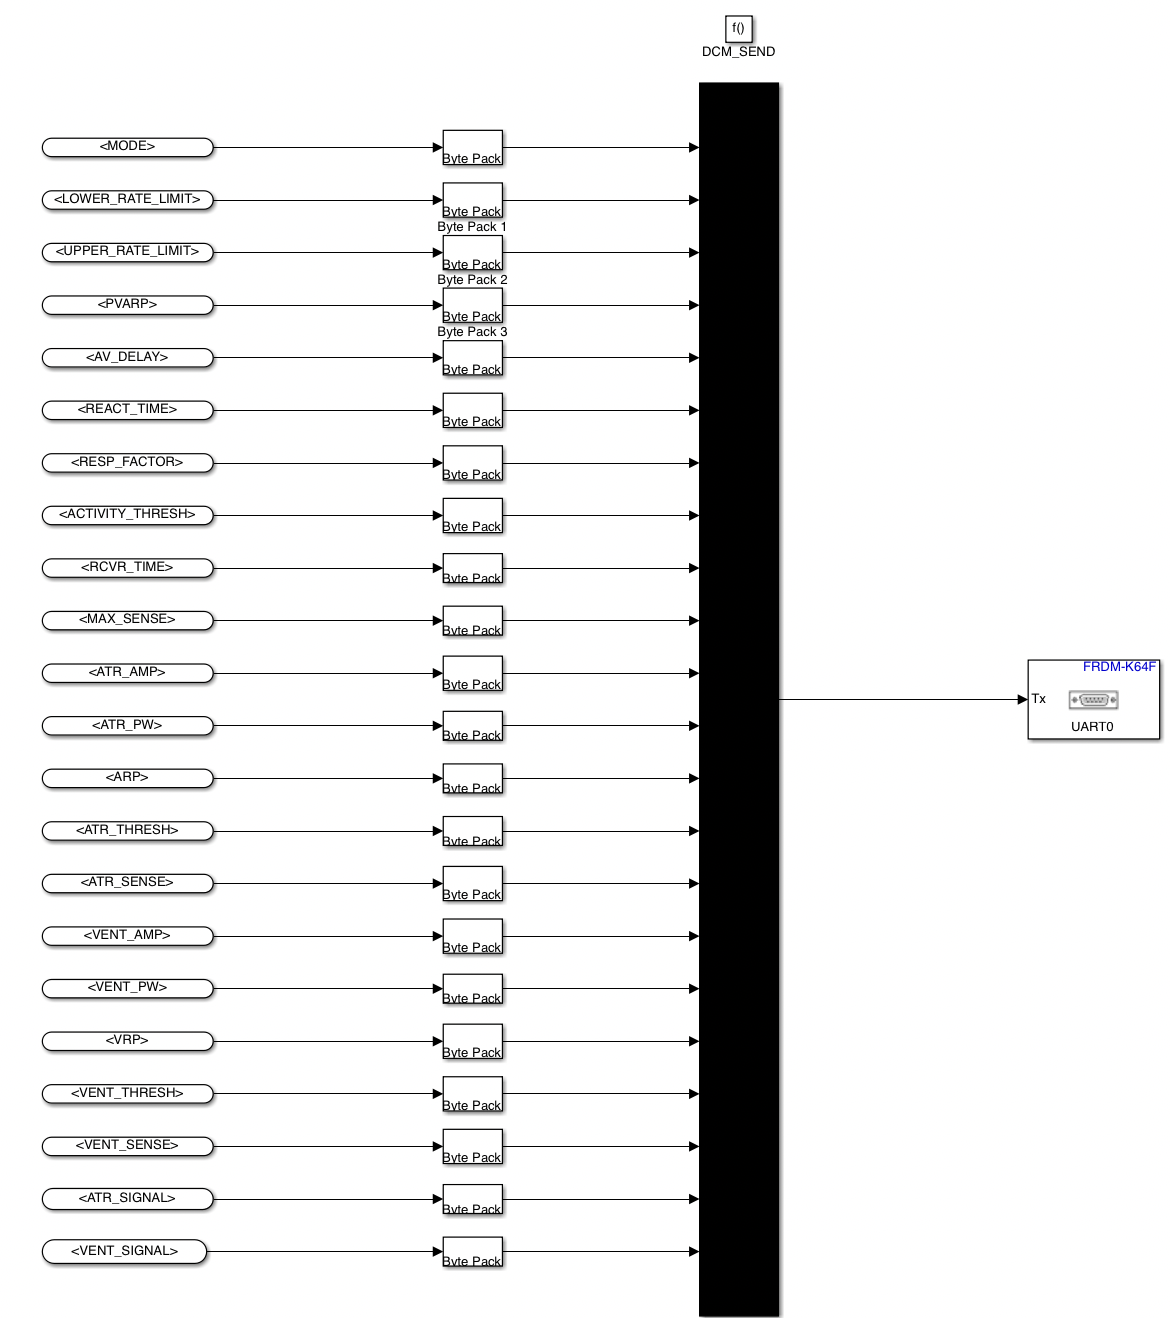 f()
DCM_SEND
<MODE>
Byte Pack
<LOWER_RATE_LIMIT>
Byte Pack
Byte Pack 1
<UPPER_RATE_LIMIT>
Byte Pack
Byte Pack 2
<PVARP>
Byte Pack
Byte Pack 3
<AV_DELAY>
Byte Pack
<REACT_TIME>
Byte Pack
<RESP_FACTOR>
Byte Pack
<ACTIVITY_THRESH>
Byte Pack
<RCVR_TIME>
Byte Pack
<MAX_SENSE>
Byte Pack
<ATR_AMP>
Byte Pack
<ATR_PW>
Byte Pack
<ARP>
Byte Pack
<ATR_THRESH>
Byte Pack
<ATR_SENSE>
Byte Pack
<VENT_AMP>
Byte Pack
<VENT_PW>
Byte Pack
<VRP>
Byte Pack
<VENT_THRESH>
Byte Pack
<VENT_SENSE>
Byte Pack
<ATR_SIGNAL>
Byte Pack
<VENT_SIGNAL>
Byte Pack
FRDM-K64F
Tx
UART0